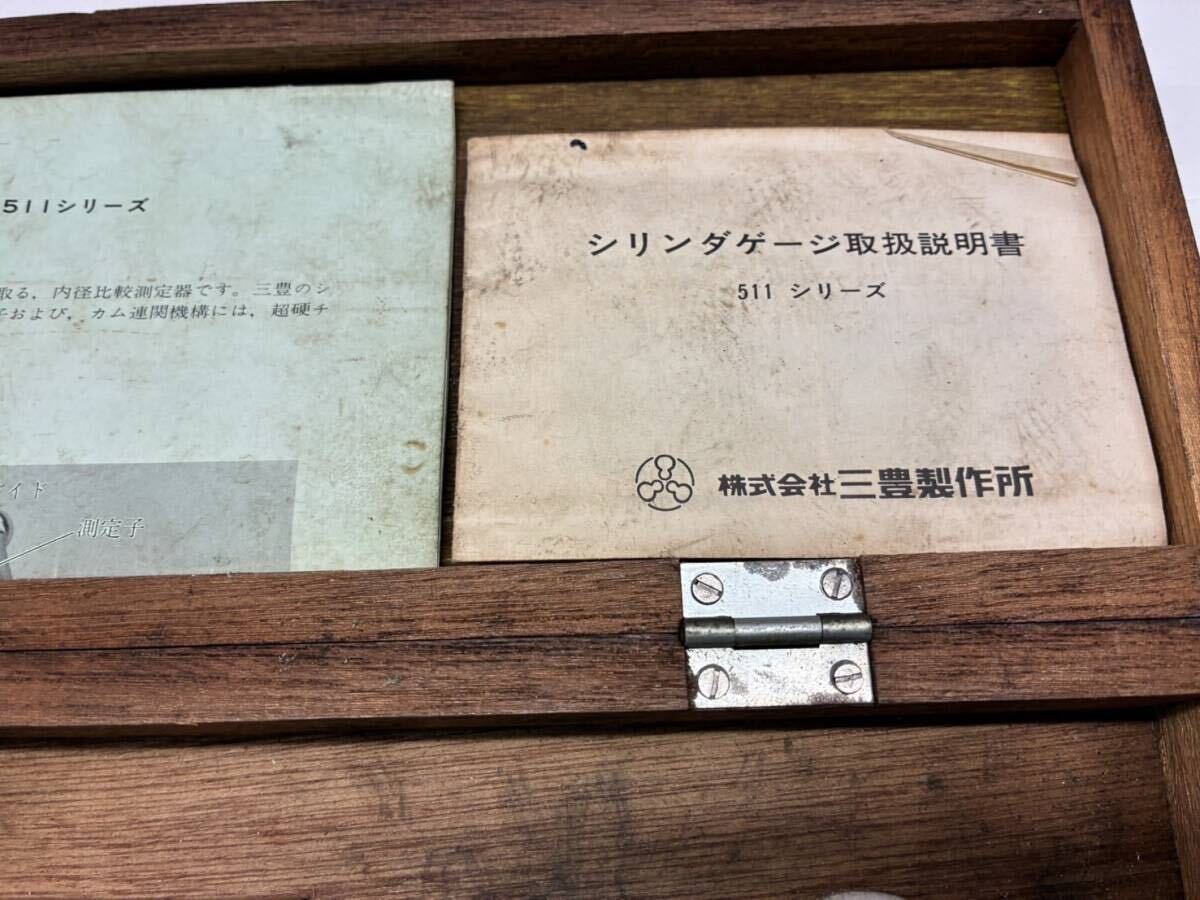 511シリーズ
取る，内径比較測定器です。三豊のシ
子および，カム連関機構には，超硬チ
イド
測定子
シリンダゲージ取扱説明書
511 シリーズ
株式会社三豊製作所